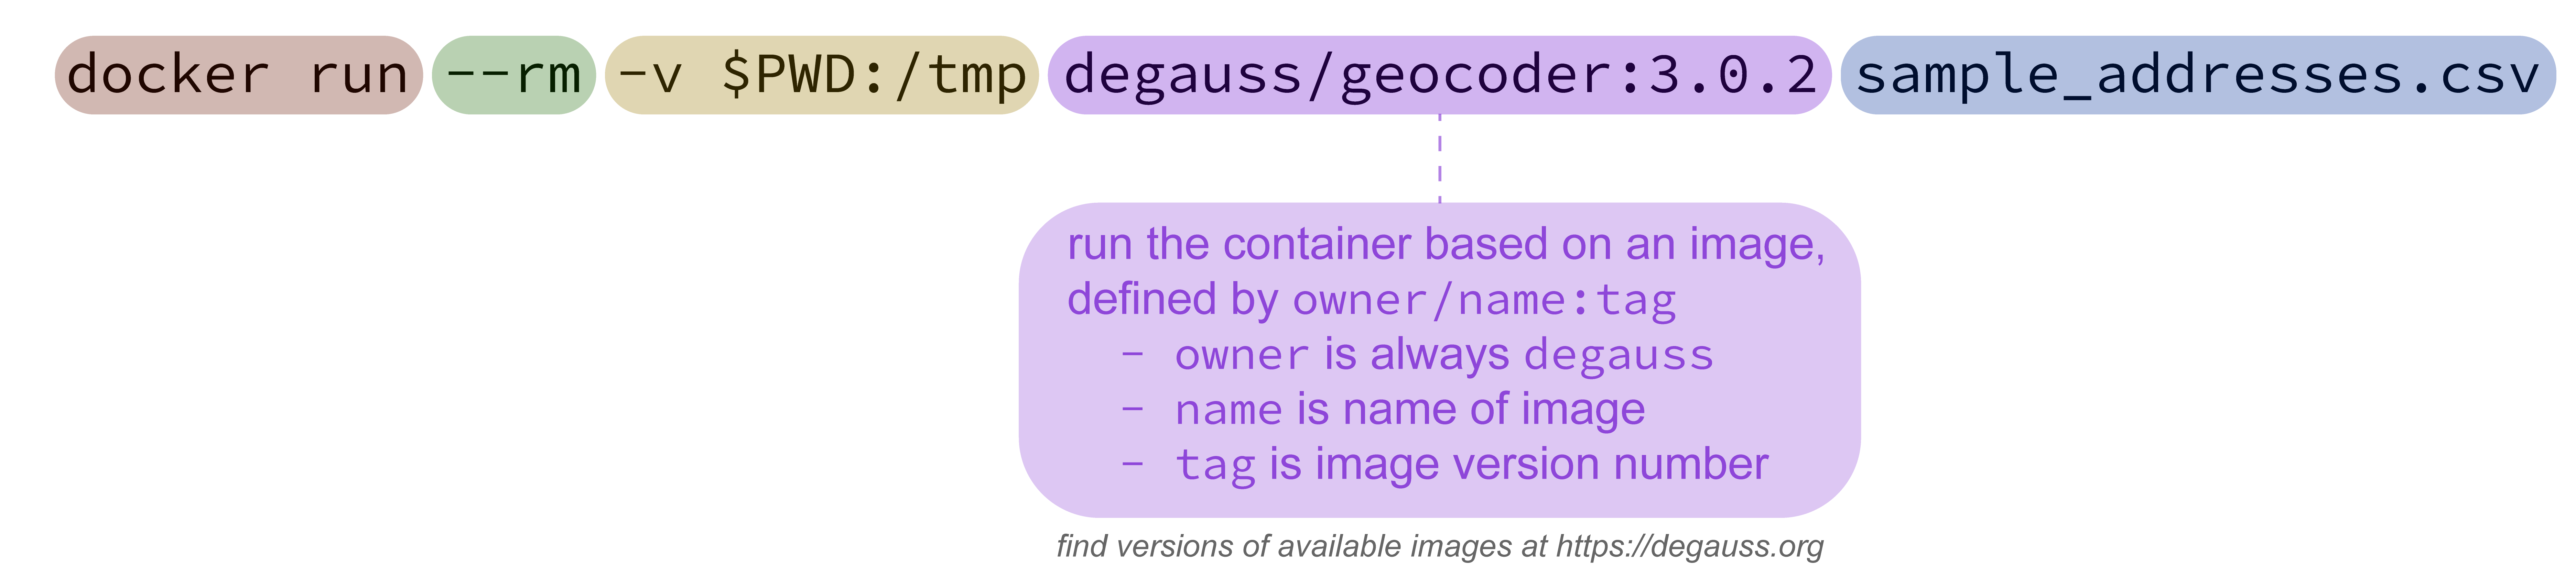 docker run --rm -v $PWD:/tmp degauss/geocoder:3.0.2 sample_addresses.csv
run the container based on an image,
defined by owner/name:tag
- owner is always degauss
- name is name of image
- tag is image version number
find versions of available images at https://degauss.org